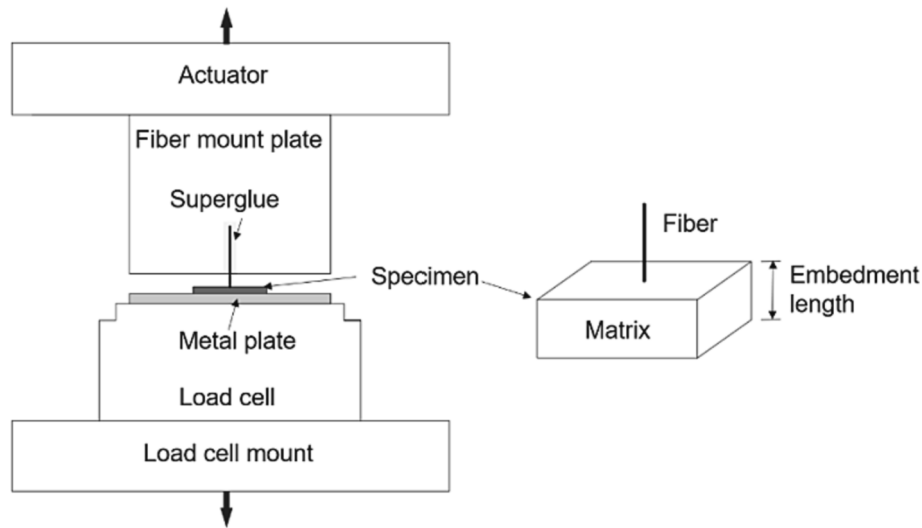 Actuator
Fiber mount plate
Superglue
Specimen
Metal plate
Load cell
Load cell mount
Fiber
Embedment
length
Matrix